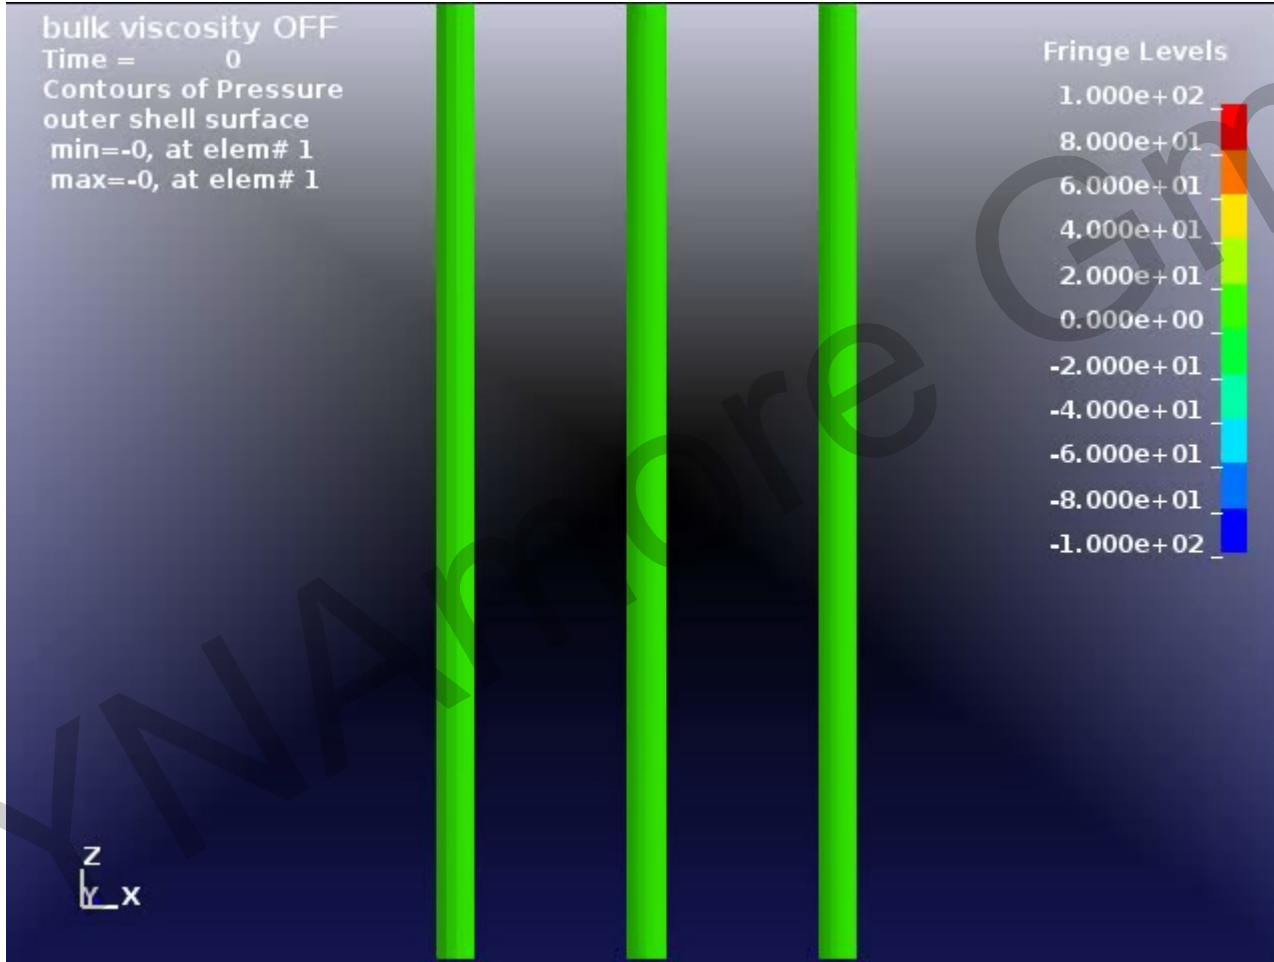 bulk viscosity OFF
Time = 0
Contours of Pressure
outer shell surface
min=-0, at elem# 1
max=-0, at elem# 1
Fringe Levels
1.000e+02
8.000e+01
6.000e+01
4.000e+01
2.000e+01
0.000e+00
-2.000e+01
-4.000e+01
-6.000e+01
-8.000e+01
-1.000e+02
Z
Y X
YNAmore Gm